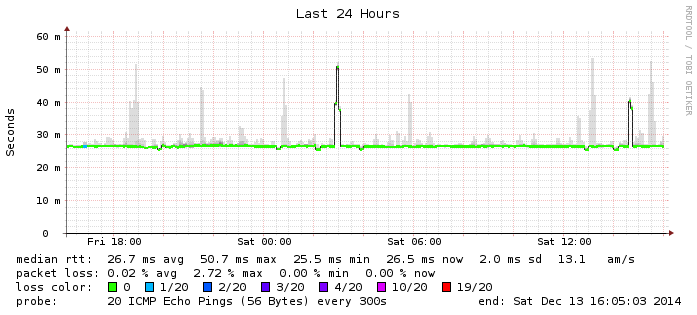 Last 24 Hours
RRDTOOL / TOBI OETIKER
Seconds
60 m
50 m
40 m
30 m
20 m
10 m
0
Fri 18:00 Sat 00:00 Sat 06:00 Sat 12:00
median rtt: 26.7 ms avg 50.7 ms max 25.5 ms min 26.5 ms now 2.0 ms sd 13.1 am/s
packet loss: 0.02 % avg 2.72 % max 0.00 % min 0.00 % now
loss color: 0 1/20 2/20 3/20 4/20 10/20 19/20
probe: 20 ICMP Echo Pings (56 Bytes) every 300s end: Sat Dec 13 16:05:03 2014